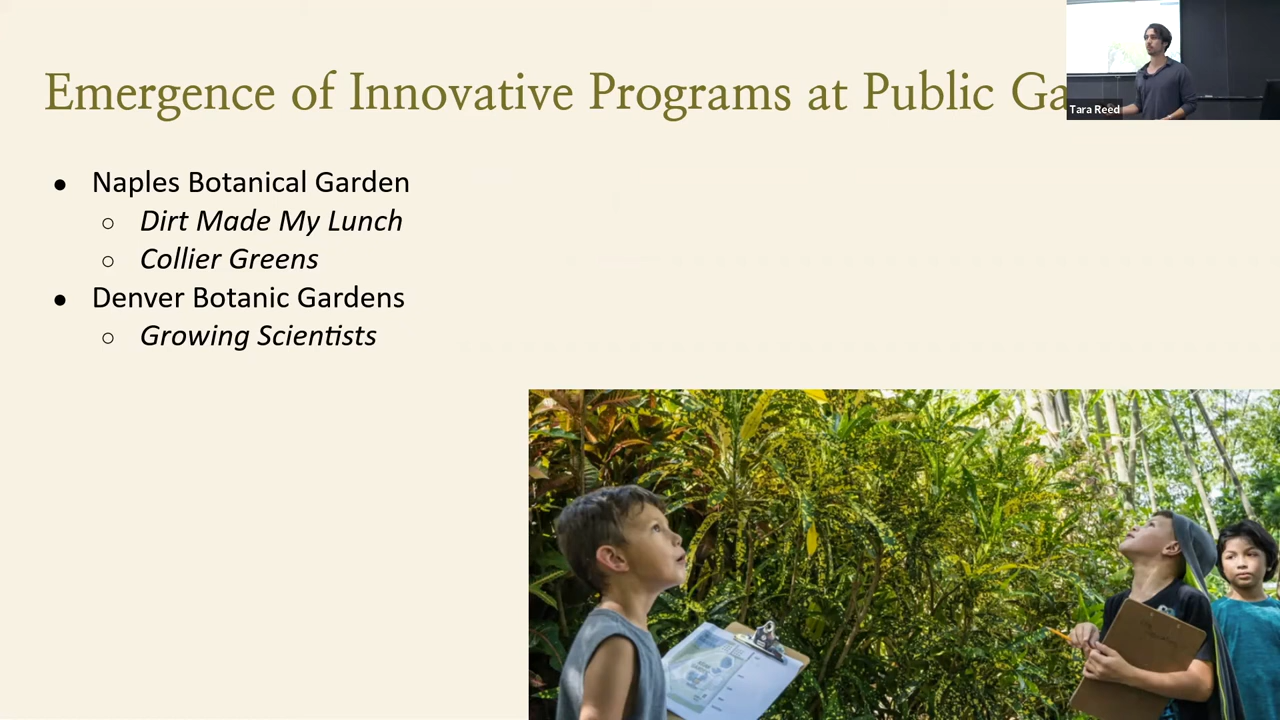 Emergence of Innovative Programs at Public Ga
Tara Reed
● Naples Botanical Garden
○ Dirt Made My Lunch
○ Collier Greens
● Denver Botanic Gardens
○ Growing Scientists